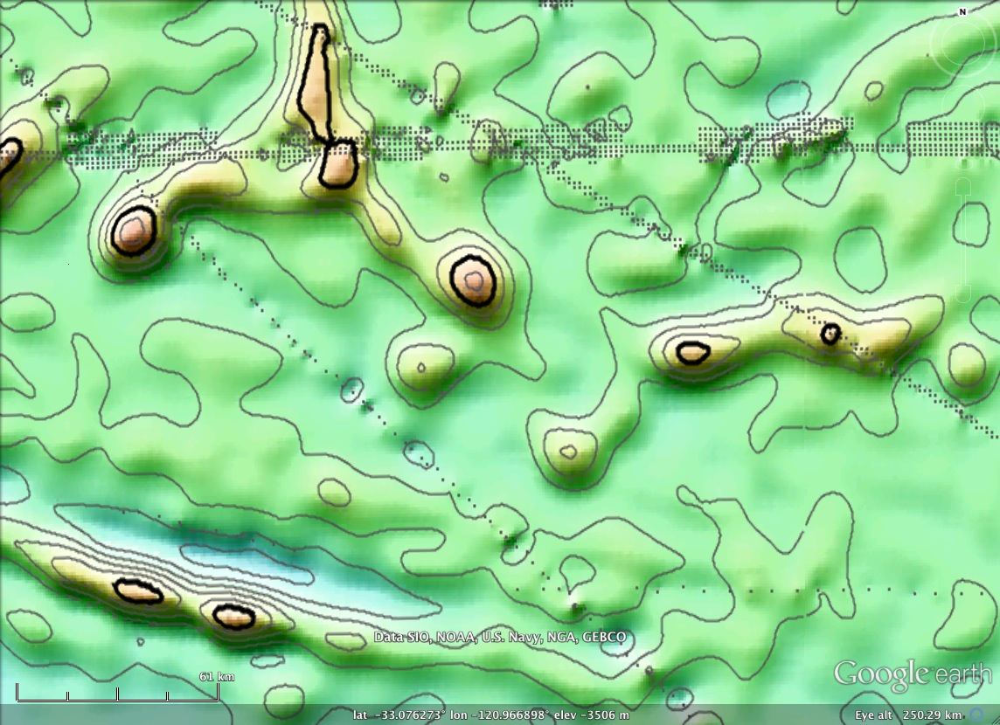 N
Data SIO, NOAA, U.S. Navy, NGA, GEBCO
Google earth
61 km
lat -33.076273° lon -120.966898° elev -3506 m
Eye alt 250.29 km